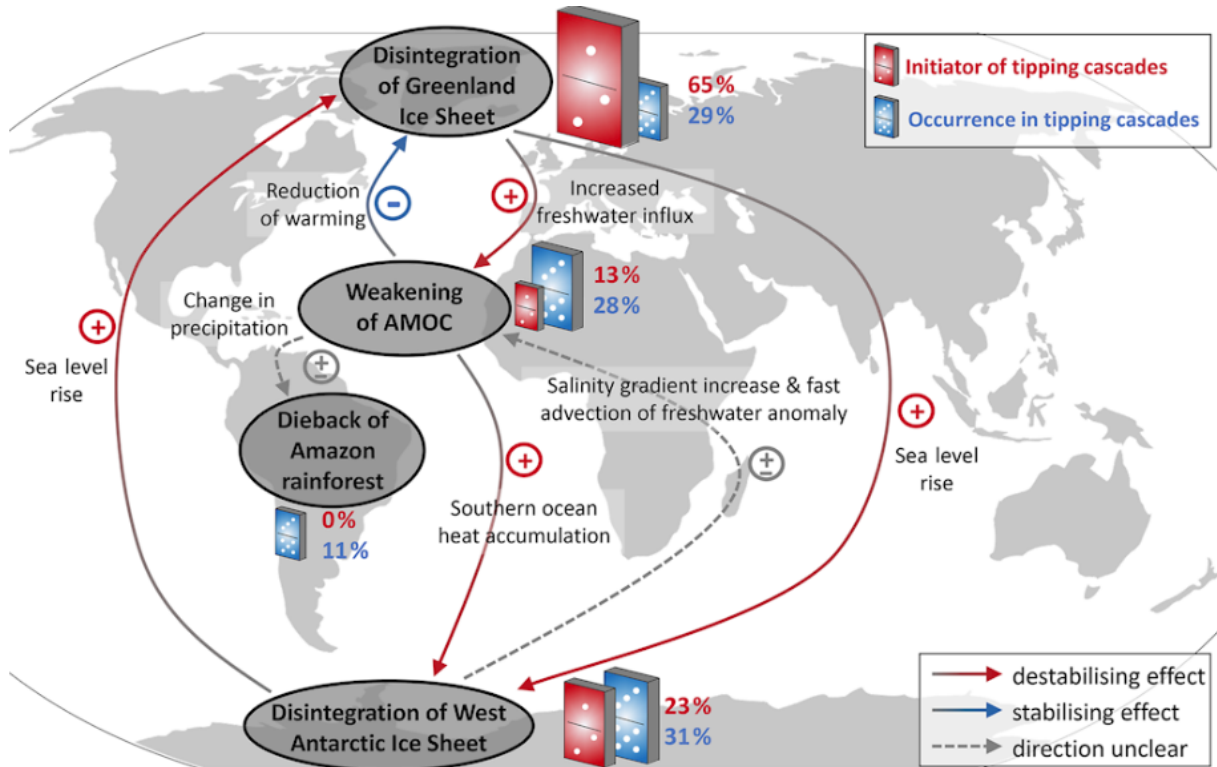 Disintegration
of Greenland
Ice Sheet
65%
29%
Initiator of tipping cascades
Occurrence in tipping cascades
Reduction
of warming
-
+
Increased
freshwater influx
Weakening
of AMOC
13%
28%
Change in
precipitation
±
+
Sea level
rise
Salinity gradient increase & fast
advection of freshwater anomaly
±
+
Sea level
rise
Dieback of
Amazon
rainforest
0%
11%
+
Southern ocean
heat accumulation
Disintegration of West
Antarctic Ice Sheet
23%
31%
destabilising effect
stabilising effect
direction unclear